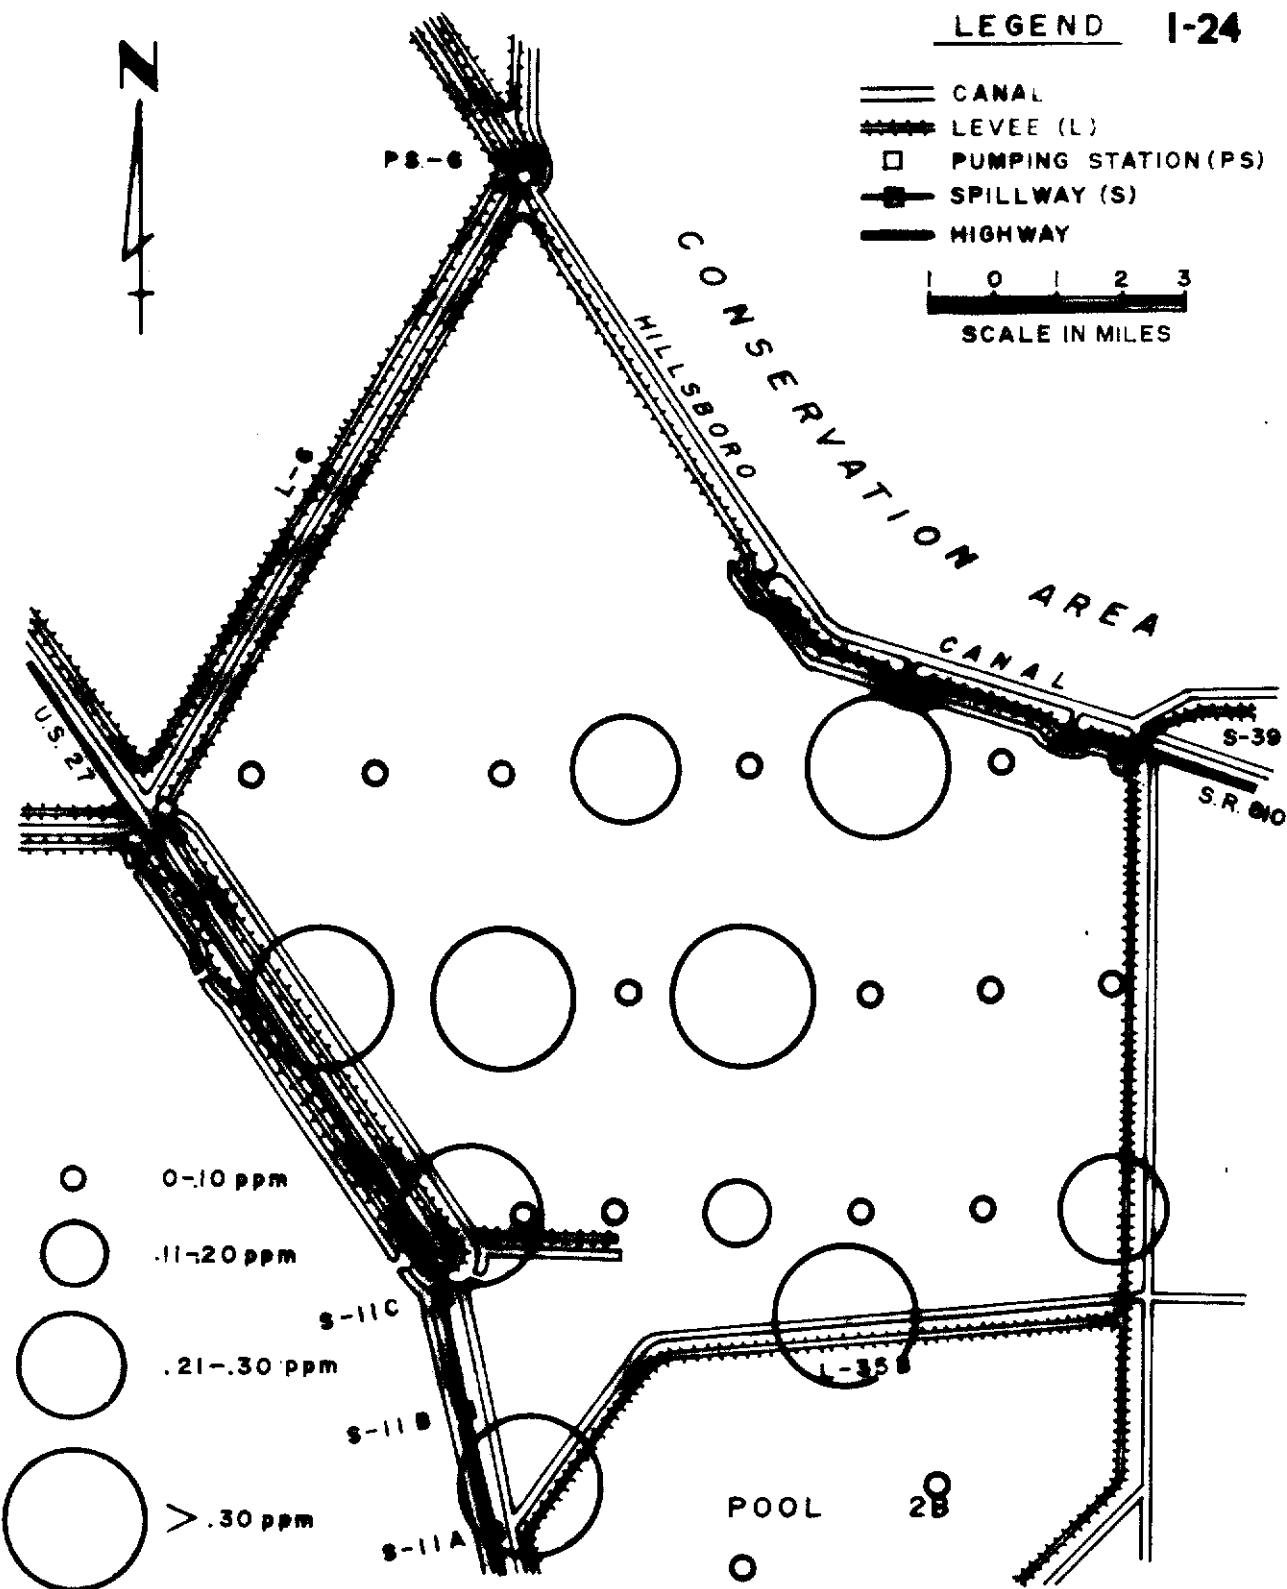 LEGEND I-24
CANAL
LEVEE (L)
PUMPING STATION (PS)
SPILLWAY (S)
HIGHWAY
1 0 1 2 3
SCALE IN MILES
N
PS-6
CONSERVATION AREA
HILLSBORO CANAL
L-6
U.S. 27
S-39
S.R. 810
0-.10 ppm
.11-.20 ppm
.21-.30 ppm
>.30 ppm
S-11C
S-11B
S-11A
L-35B
POOL 2B